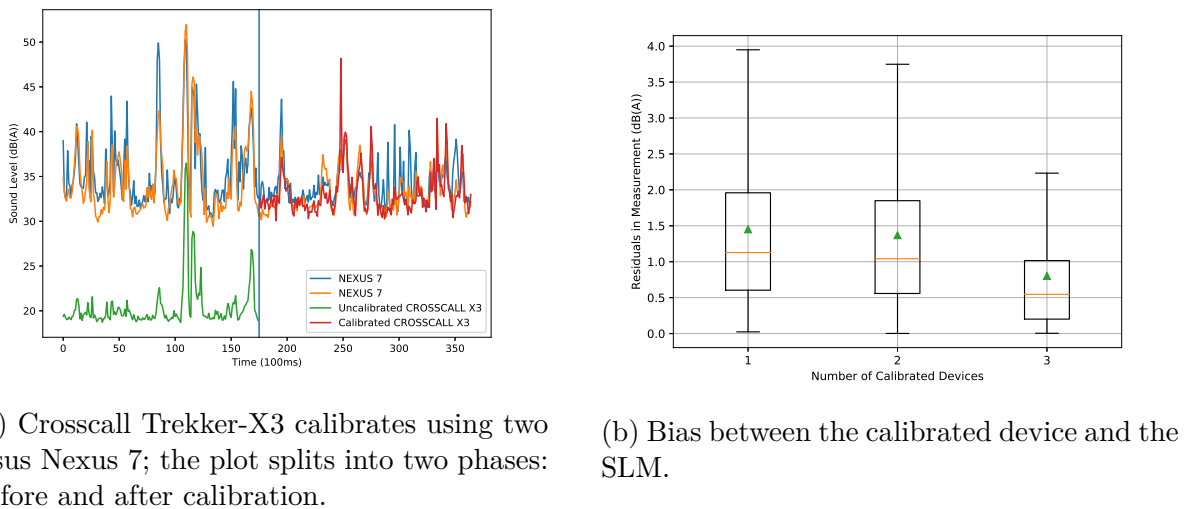 50
45
40
35
30
25
20
Sound Level (dB(A))
NEXUS 7
NEXUS 7
Uncalibrated CROSSCALL X3
Calibrated CROSSCALL X3
0 50 100 150 200 250 300 350
Time (100ms)
) Crosscall Trekker-X3 calibrates using two
sus Nexus 7; the plot splits into two phases:
fore and after calibration.
4.0
3.5
3.0
2.5
2.0
1.5
1.0
0.5
0.0
Residuals in Measurement (dB(A))
1 2 3
Number of Calibrated Devices
(b) Bias between the calibrated device and the
SLM.